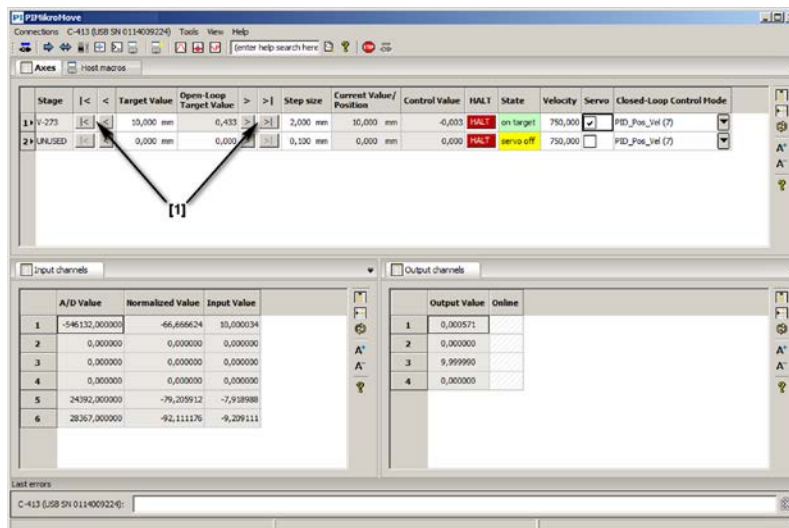 PI PIMikroMove
Connections C-413 (USB SN 0114009224) Tools View Help
(enter help search here
Axes Host macros
Stage |< < Target Value Open-Loop Target Value > >| Step size Current Value/ Position Control Value HALT State Velocity Servo Closed-Loop Control Mode
1 V-273 |< < 10,000 mm 0,433 > >| 2,000 mm 10,000 mm -0,003 HALT on target 750,000 PID_Pos_Vel (7)
2 UNUSED |< < 0,000 mm 0,000 > >| 0,100 mm 0,000 mm 0,000 HALT servo off 750,000 PID_Pos_Vel (7)
[1]
Input channels
A/D Value Normalized Value Input Value
1 -546132,000000 -66,666624 10,000034
2 0,000000 0,000000 0,000000
3 0,000000 0,000000 0,000000
4 0,000000 0,000000 0,000000
5 24392,000000 -79,205912 -7,918988
6 28367,000000 -92,111176 -9,209111
Output channels
Output Value Online
1 0,000571
2 0,000000
3 9,999990
4 0,000000
Last errors
C-413 (USB SN 0114009224):